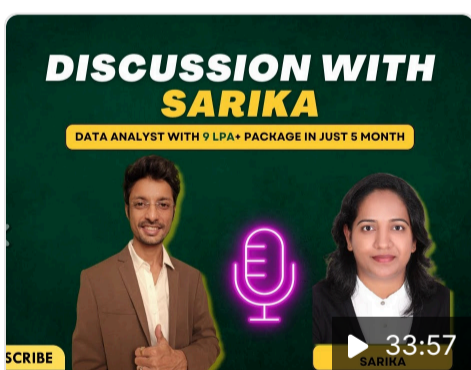 DISCUSSION WITH
SARIKA
DATA ANALYST WITH 9 LPA+ PACKAGE IN JUST 5 MONTH
SCRIBE
33:57
SARIKA